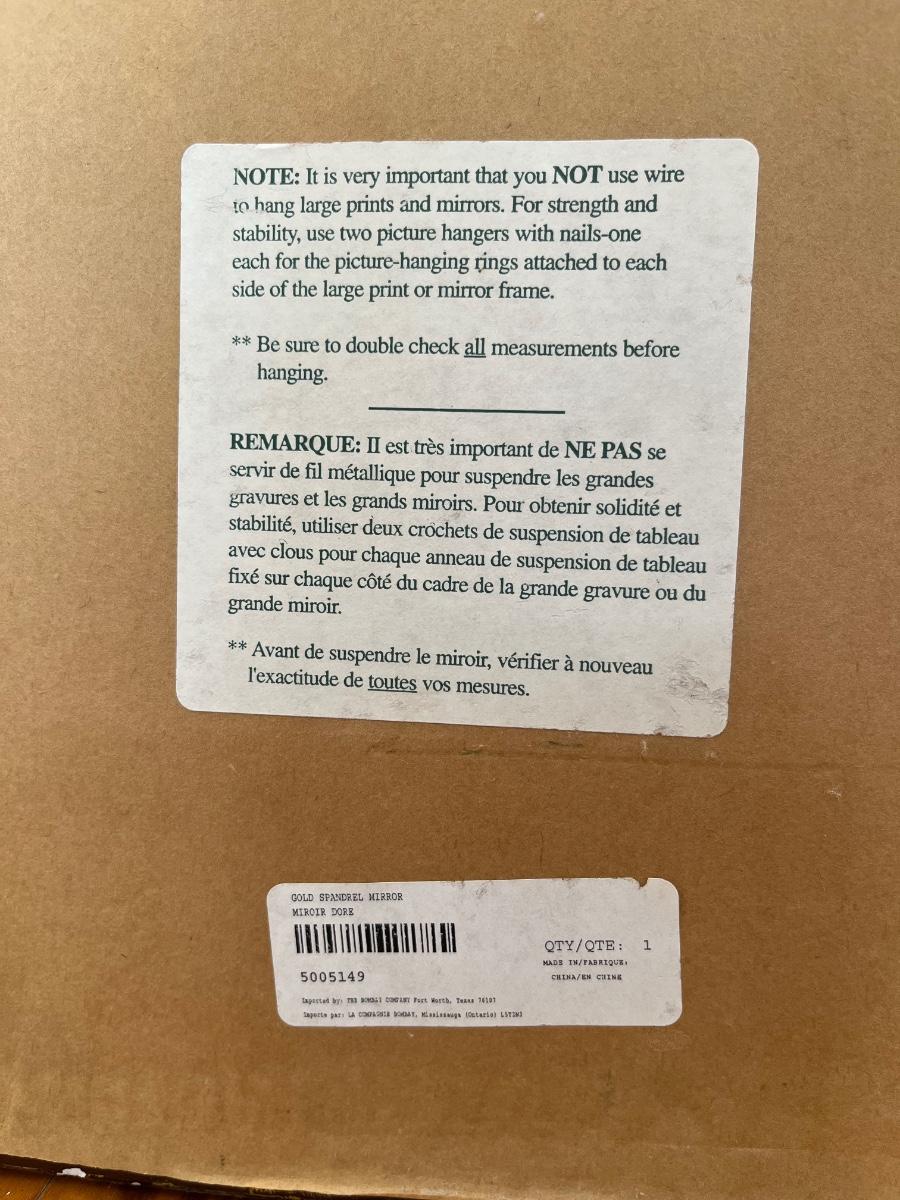 NOTE: It is very important that you NOT use wire
to hang large prints and mirrors. For strength and
stability, use two picture hangers with nails-one
each for the picture-hanging rings attached to each
side of the large print or mirror frame.
** Be sure to double check all measurements before
hanging.
REMARQUE: Il est très important de NE PAS se
servir de fil métallique pour suspendre les grandes
gravures et les grands miroirs. Pour obtenir solidité et
stabilité, utiliser deux crochets de suspension de tableau
avec clous pour chaque anneau de suspension de tableau
fixé sur chaque côté du cadre de la grande gravure ou du
grande miroir.
** Avant de suspendre le miroir, vérifier à nouveau
l'exactitude de toutes vos mesures.
GOLD SPANDREL MIRROR
MIROIR DORE
QTY/QTE: 1
MADE IN/FABRIQUE:
5005149
CHINA/EN CHINE
Imported by: THE BOMBAY COMPANY Fort Worth, Texas 76107
Importe par: LA COMPAGNIE BOMBAY, Mississauga (Ontario)